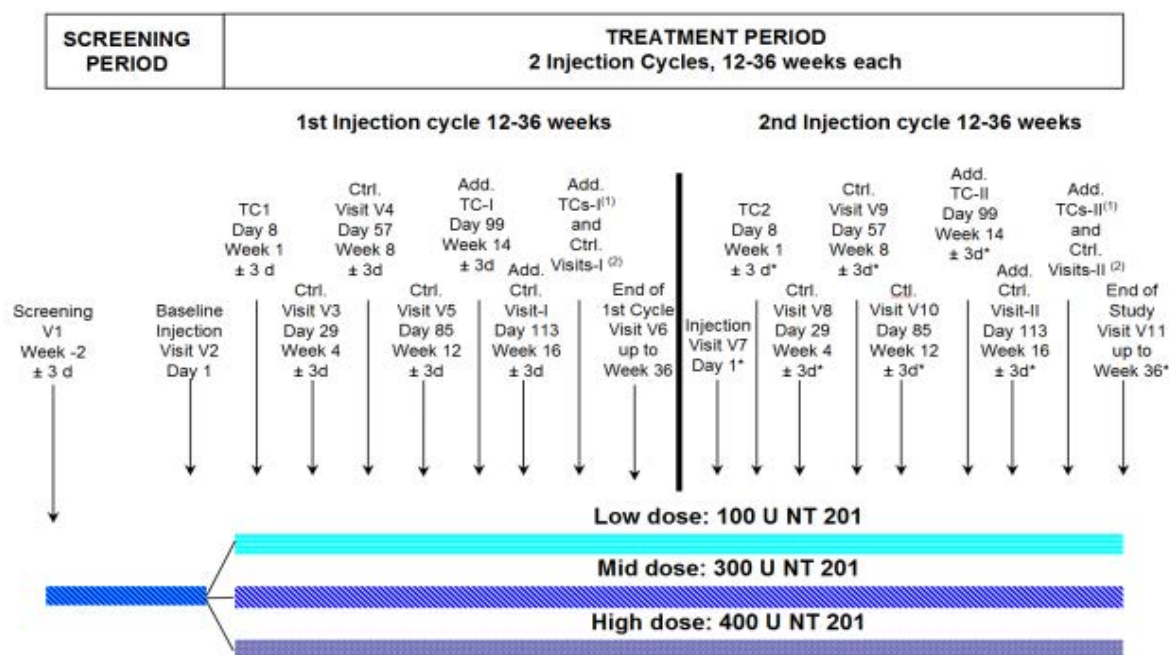 SCREENING
PERIOD
TREATMENT PERIOD
2 Injection Cycles, 12-36 weeks each
1st Injection cycle 12-36 weeks
2nd Injection cycle 12-36 weeks
Screening
V1
Week -2
± 3 d
Baseline
Injection
Visit V2
Day 1
TC1
Day 8
Week 1
± 3 d
Ctrl.
Visit V3
Day 29
Week 4
± 3d
Ctrl.
Visit V4
Day 57
Week 8
± 3d
Ctrl.
Visit V5
Day 85
Week 12
± 3d
Add.
TC-I
Day 99
Week 14
± 3d
Add.
Ctrl.
Visit-I
Day 113
Week 16
± 3d
Add.
TCs-I(1)
and
Ctrl.
Visits-I (2)
End of
1st Cycle
Visit V6
up to
Week 36
Injection
Visit V7
Day 1*
TC2
Day 8
Week 1
± 3 d*
Ctrl.
Visit V8
Day 29
Week 4
± 3d*
Ctrl.
Visit V9
Day 57
Week 8
± 3d*
Ctl.
Visit V10
Day 85
Week 12
± 3d*
Add.
TC-II
Day 99
Week 14
± 3d*
Add.
Ctrl.
Visit-II
Day 113
Week 16
± 3d*
Add.
TCs-II(1)
and
Ctrl.
Visits-II (2)
End of
Study
Visit V11
up to
Week 36*
Low dose: 100 U NT 201
Mid dose: 300 U NT 201
High dose: 400 U NT 201